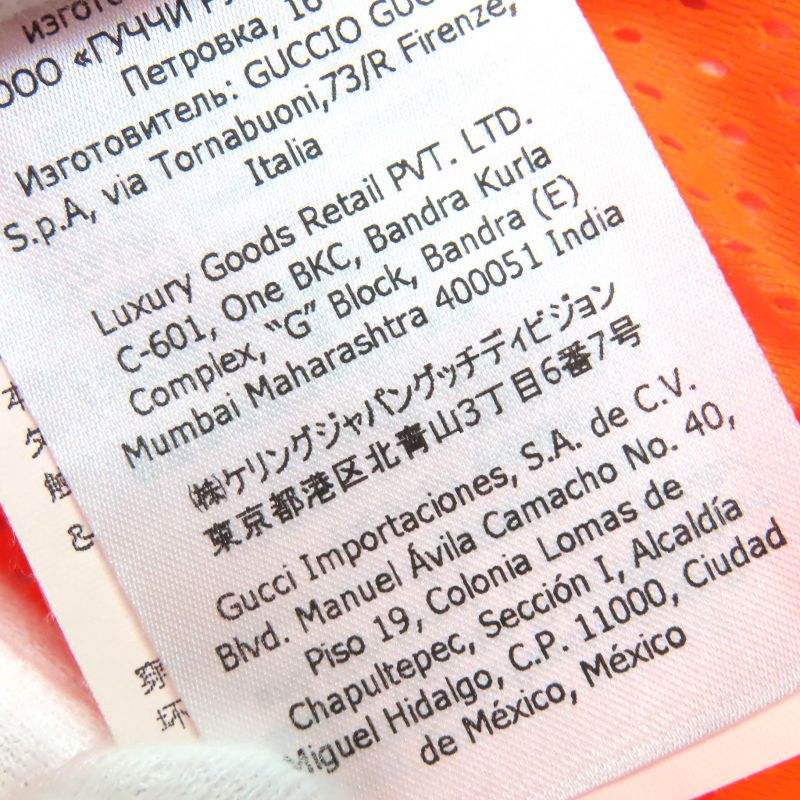 ООО «ГУЧЧИ
Петровка, 16
Изготовитель: GUCCIO GUC
S.p.A, via Tornabuoni,73/R Firenze,
Italia
Luxury Goods Retail PVT. LTD.
C-601, One BKC, Bandra Kurla
Complex, “G” Block, Bandra (E)
Mumbai Maharashtra 400051 India
㈱ケリングジャパングッチディビジョン
東京都港区北青山3丁目6番7号
Gucci Importaciones, S.A. de C.V.
Blvd. Manuel Ávila Camacho No. 40,
Piso 19, Colonia Lomas de
Chapultepec, Sección I, Alcaldía
Miguel Hidalgo, C.P. 11000, Ciudad
de México, México
&